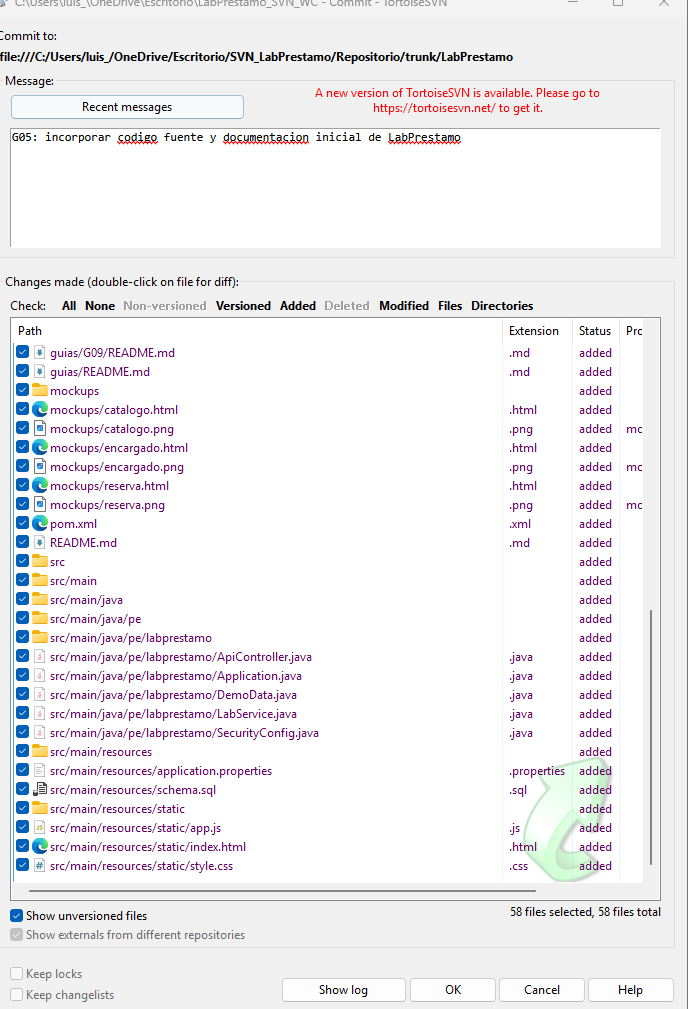 C:\Users\luis_\OneDrive\Escritorio\LabPrestamo_SVN_WC - Commit - TortoiseSVN
Commit to:
file:///C:/Users/luis_/OneDrive/Escritorio/SVN_LabPrestamo/Repositorio/trunk/LabPrestamo
Message:
Recent messages
A new version of TortoiseSVN is available. Please go to
https://tortoisesvn.net/ to get it.
G05: incorporar codigo fuente y documentacion inicial de LabPrestamo
Changes made (double-click on file for diff):
Check: All None Non-versioned Versioned Added Deleted Modified Files Directories
Path Extension Status Prc
guias/G09/README.md .md added
guias/README.md .md added
mockups added
mockups/catalogo.html .html added
mockups/catalogo.png .png added mc
mockups/encargado.html .html added
mockups/encargado.png .png added mc
mockups/reserva.html .html added
mockups/reserva.png .png added mc
pom.xml .xml added
README.md .md added
src added
src/main added
src/main/java added
src/main/java/pe added
src/main/java/pe/labprestamo added
src/main/java/pe/labprestamo/ApiController.java .java added
src/main/java/pe/labprestamo/Application.java .java added
src/main/java/pe/labprestamo/DemoData.java .java added
src/main/java/pe/labprestamo/LabService.java .java added
src/main/java/pe/labprestamo/SecurityConfig.java .java added
src/main/resources added
src/main/resources/application.properties .properties added
src/main/resources/schema.sql .sql added
src/main/resources/static added
src/main/resources/static/app.js .js added
src/main/resources/static/index.html .html added
src/main/resources/static/style.css .css added
Show unversioned files
58 files selected, 58 files total
Show externals from different repositories
Keep locks
Keep changelists
Show log
OK
Cancel
Help